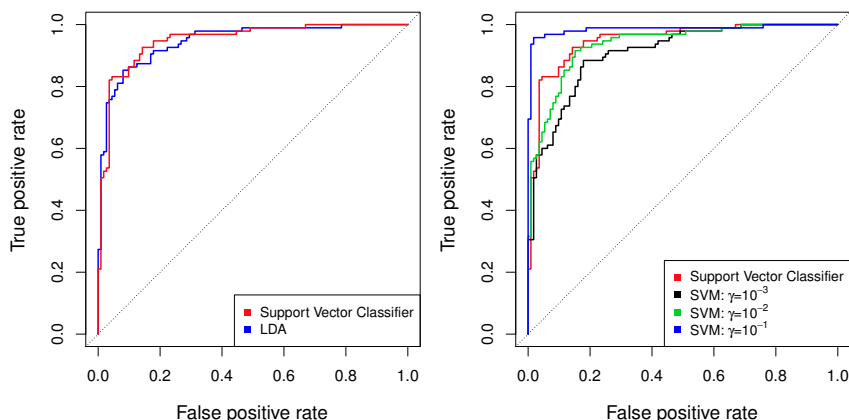 1.0
0.8
0.6
0.4
0.2
0.0
True positive rate
Support Vector Classifier
LDA
0.0 0.2 0.4 0.6 0.8 1.0
False positive rate
1.0
0.8
0.6
0.4
0.2
0.0
True positive rate
Support Vector Classifier
SVM: γ=10⁻³
SVM: γ=10⁻²
SVM: γ=10⁻¹
0.0 0.2 0.4 0.6 0.8 1.0
False positive rate